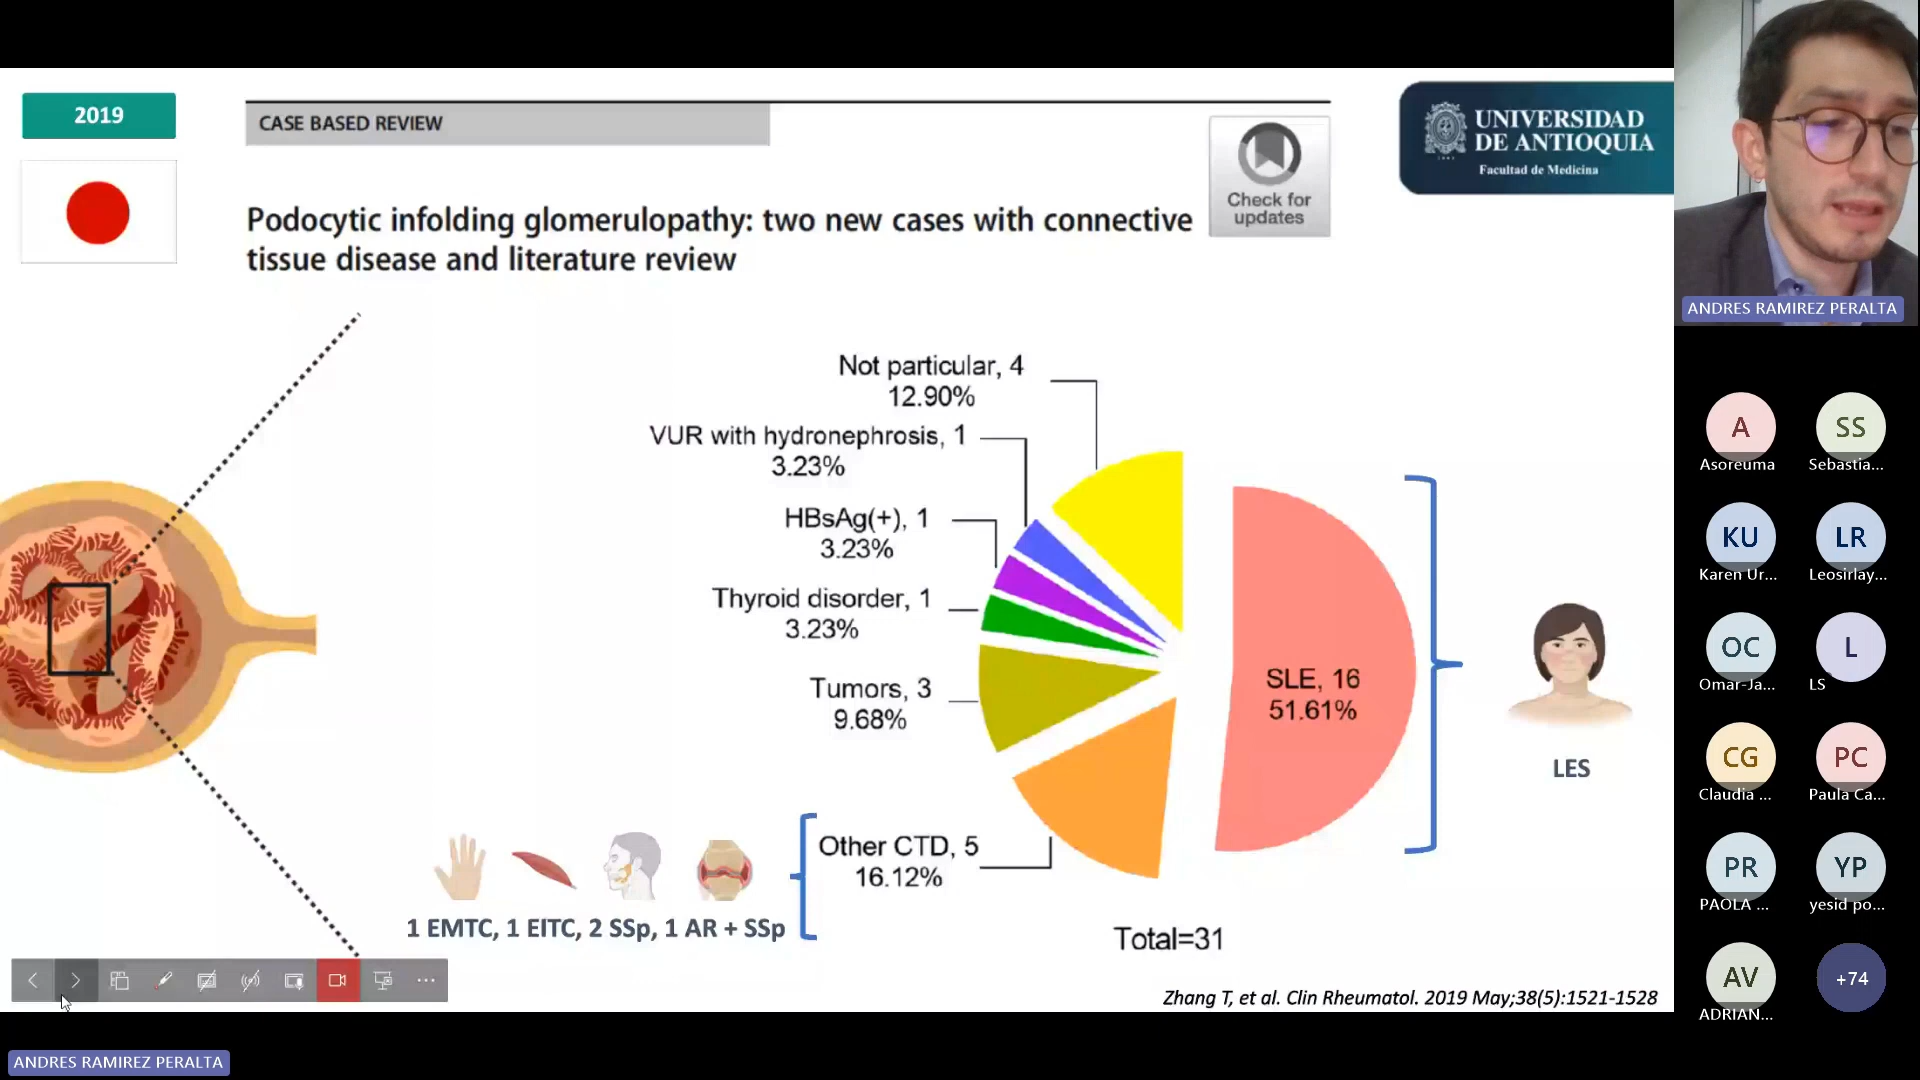 2019
CASE BASED REVIEW
Check for
updates
UNIVERSIDAD
DE ANTIOQUIA
Facultad de Medicina
Podocytic infolding glomerulopathy: two new cases with connective
tissue disease and literature review
Not particular, 4
12.90%
VUR with hydronephrosis, 1
3.23%
HBsAg(+), 1
3.23%
Thyroid disorder, 1
3.23%
Tumors, 3
9.68%
Other CTD, 5
16.12%
SLE, 16
51.61%
LES
1 EMTC, 1 EITC, 2 SSp, 1 AR + SSp
Total=31
Zhang T, et al. Clin Rheumatol. 2019 May;38(5):1521-1528
ANDRES RAMIREZ PERALTA
A
Asoreuma
SS
Sebastia...
KU
Karen Ur...
LR
Leosirlay...
OC
Omar-Ja...
L
LS
CG
Claudia ...
PC
Paula Ca...
PR
PAOLA ...
YP
yesid po...
AV
ADRIAN...
+74
ANDRES RAMIREZ PERALTA